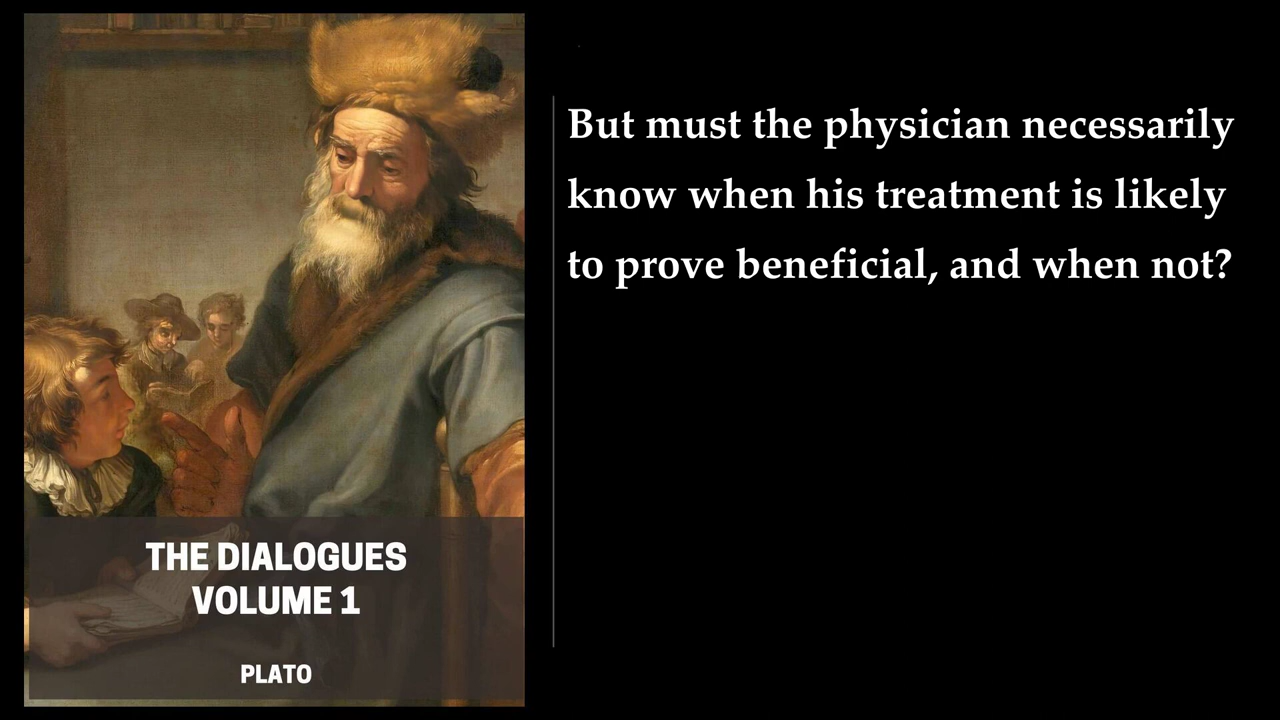 But must the physician necessarily
know when his treatment is likely
to prove beneficial, and when not?
THE DIALOGUES
VOLUME 1
PLATO